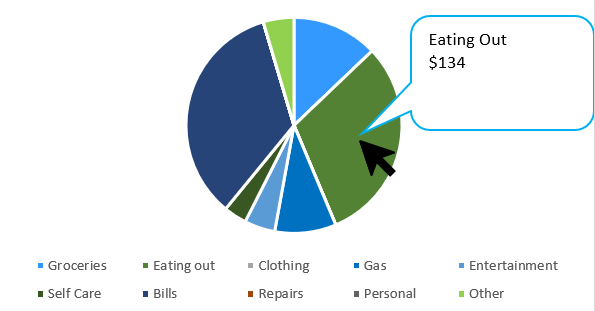 Eating Out
$134
Groceries Eating out Clothing Gas Entertainment
Self Care Bills Repairs Personal Other